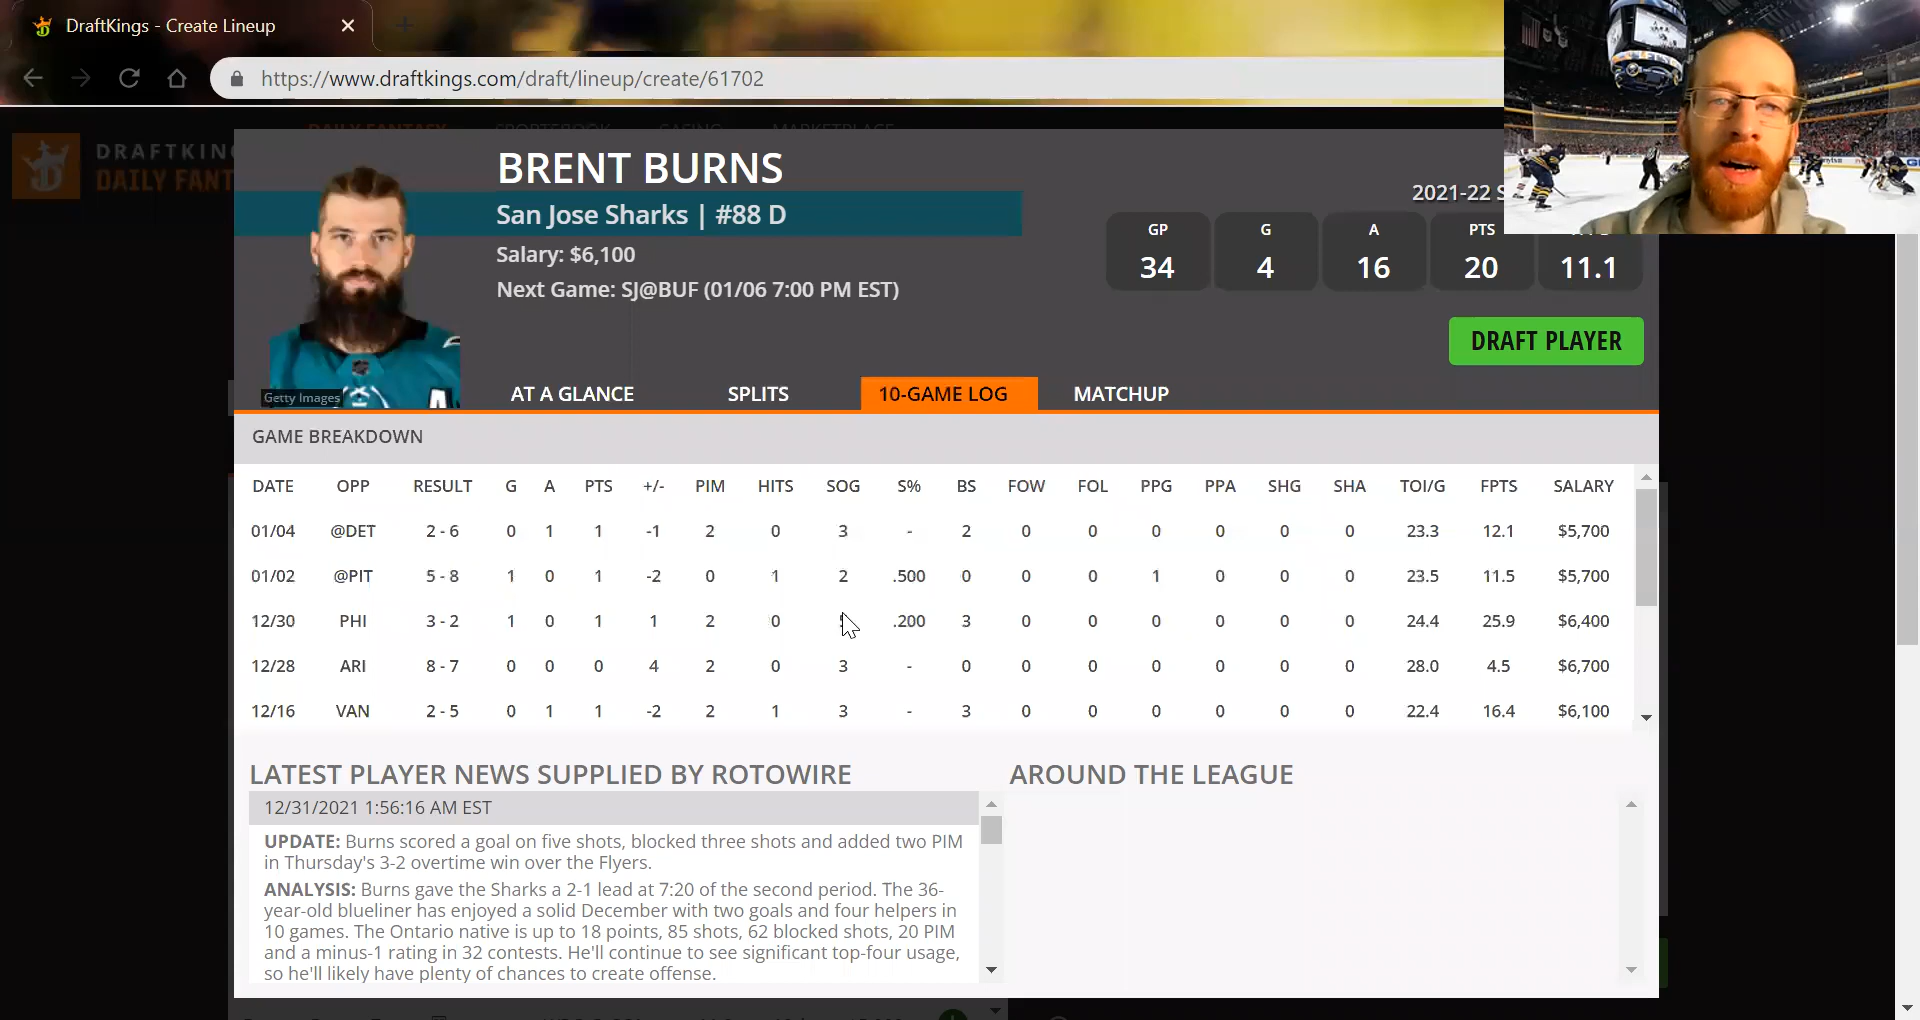 DraftKings - Create Lineup
https://www.draftkings.com/draft/lineup/create/61702
DRAFTKIN
DAILY FANT
DAILY FANTASY SPORTSBOOK CASINO MARKETPLACE
BRENT BURNS
San Jose Sharks | #88 D
Salary: $6,100
Next Game: SJ@BUF (01/06 7:00 PM EST)
2021-22 S
GP G A PTS
34 4 16 20 11.1
DRAFT PLAYER
Getty Images
AT A GLANCE SPLITS 10-GAME LOG MATCHUP
GAME BREAKDOWN
DATE OPP RESULT G A PTS +/- PIM HITS SOG S% BS FOW FOL PPG PPA SHG SHA TOI/G FPTS SALARY
01/04 @DET 2 - 6 0 1 1 -1 2 0 3 - 2 0 0 0 0 0 0 23.3 12.1 $5,700
01/02 @PIT 5 - 8 1 0 1 -2 0 1 2 .500 0 0 0 1 0 0 0 23.5 11.5 $5,700
12/30 PHI 3 - 2 1 0 1 1 2 0 .200 3 0 0 0 0 0 0 24.4 25.9 $6,400
12/28 ARI 8 - 7 0 0 0 4 2 0 3 - 0 0 0 0 0 0 0 28.0 4.5 $6,700
12/16 VAN 2 - 5 0 1 1 -2 2 1 3 - 3 0 0 0 0 0 0 22.4 16.4 $6,100
LATEST PLAYER NEWS SUPPLIED BY ROTOWIRE
12/31/2021 1:56:16 AM EST
UPDATE: Burns scored a goal on five shots, blocked three shots and added two PIM
in Thursday's 3-2 overtime win over the Flyers.
ANALYSIS: Burns gave the Sharks a 2-1 lead at 7:20 of the second period. The 36-
year-old blueliner has enjoyed a solid December with two goals and four helpers in
10 games. The Ontario native is up to 18 points, 85 shots, 62 blocked shots, 20 PIM
and a minus-1 rating in 32 contests. He'll continue to see significant top-four usage,
so he'll likely have plenty of chances to create offense.
AROUND THE LEAGUE